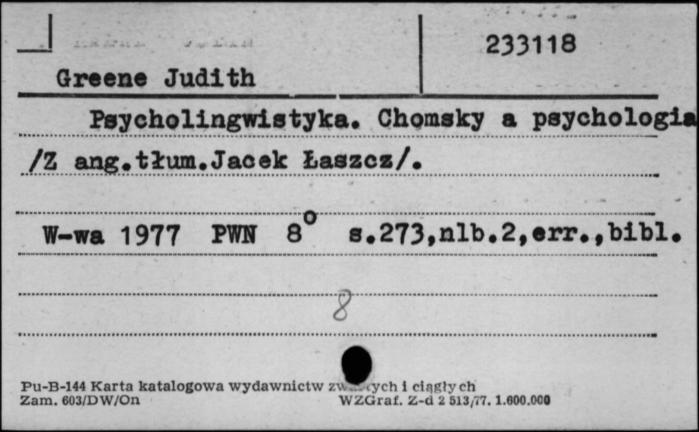 233118
Greene Judith
Psycholingwistyka. Chomsky a psychologia
/Z ang.tłum.Jacek Łaszcz/.
W-wa 1977 PWN 8° s.273,nlb.2,err.,bibl.
8
Pu-B-144 Karta katalogowa wydawnictw i ciągłych
Zam. 603/DW/On WZGraf. Z-d 2 513/77. 1.600.000